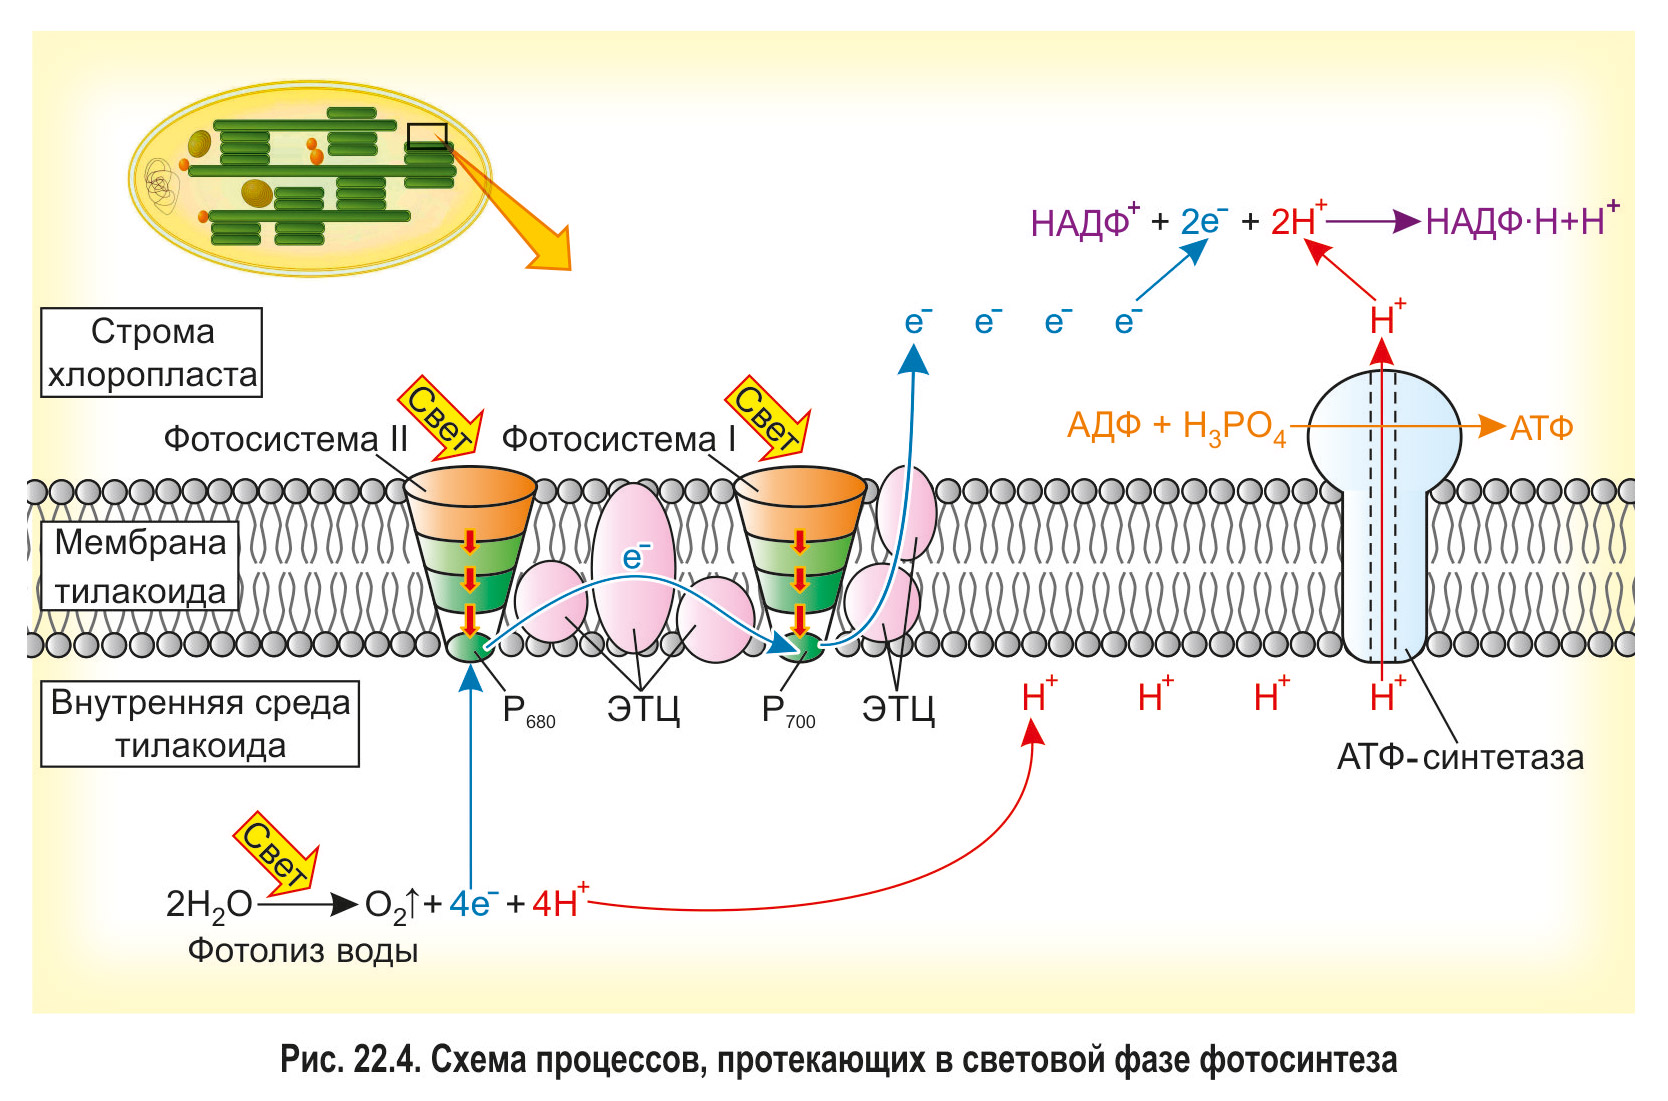 НАДФ⁺ + 2e⁻ + 2H⁺ → НАДФ·H+H⁺
Строма
хлоропласта
e⁻ e⁻ e⁻ e⁻
H⁺
Свет
Свет
Фотосистема II
Фотосистема I
АДФ + H₃PO₄ → АТФ
Мембрана
тилакоида
e⁻
Внутренняя среда
тилакоида
P₆₈₀
ЭТЦ
P₇₀₀
ЭТЦ
H⁺ H⁺ H⁺ H⁺
АТФ-синтетаза
Свет
2H₂O → O₂↑ + 4e⁻ + 4H⁺
Фотолиз воды
Рис. 22.4. Схема процессов, протекающих в световой фазе фотосинтеза